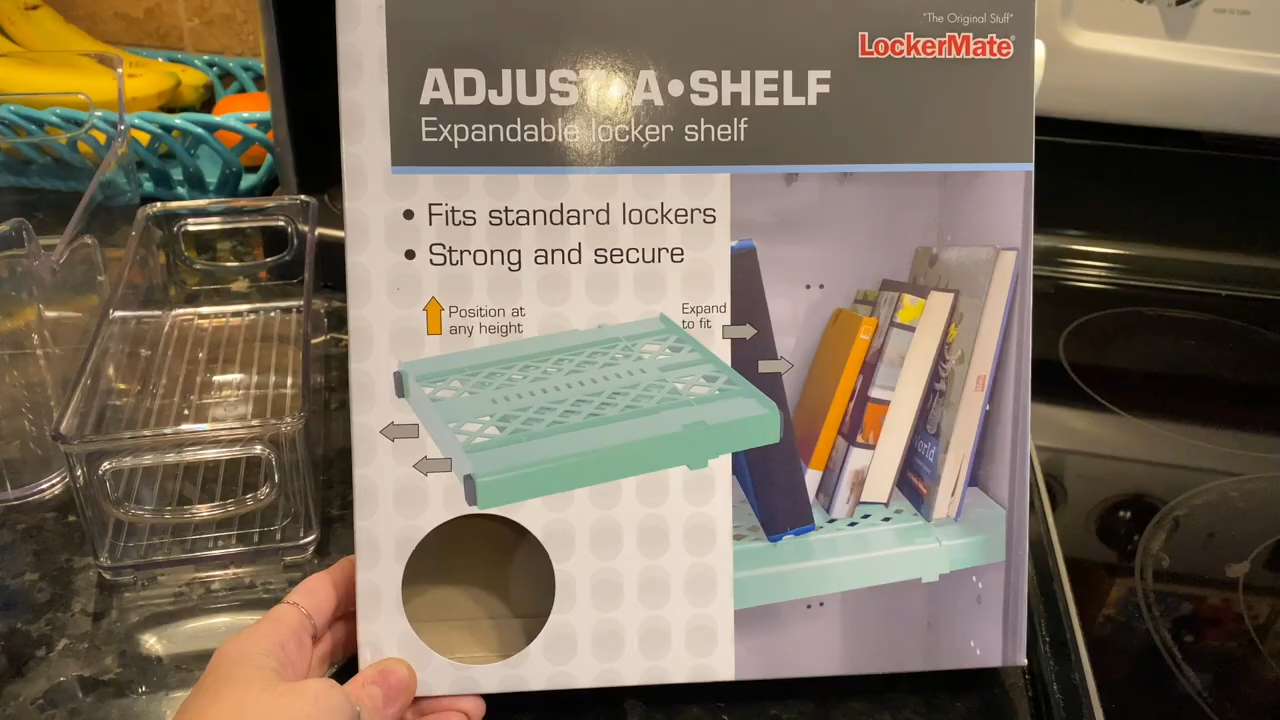 "The Original Stuff"
LockerMate®
ADJUST•A•SHELF
Expandable locker shelf
• Fits standard lockers
• Strong and secure
Position at
any height
Expand
to fit
World